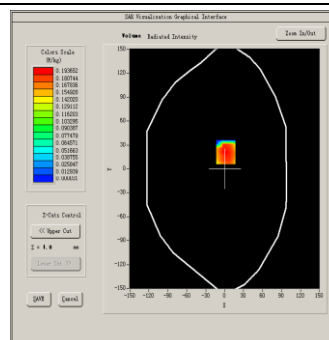 SAR Visualisation Graphical Interface
Colors Scale
(W/kg)
0.193652
0.180744
0.167836
0.154928
0.142020
0.129112
0.116203
0.103295
0.090387
0.077479
0.064571
0.051663
0.038755
0.025847
0.012939
0.000031
Volume Radiated Intensity
Zoom In/Out
150
120
90
60
30
0
-30
-60
-90
-120
-150
Y
-150 -120 -90 -60 -30 0 30 60 90 120 150
X
Z-Cuts Control
<< Upper Cut
Z = 4.0 mm
Lower Cut >>
SAVE
Cancel